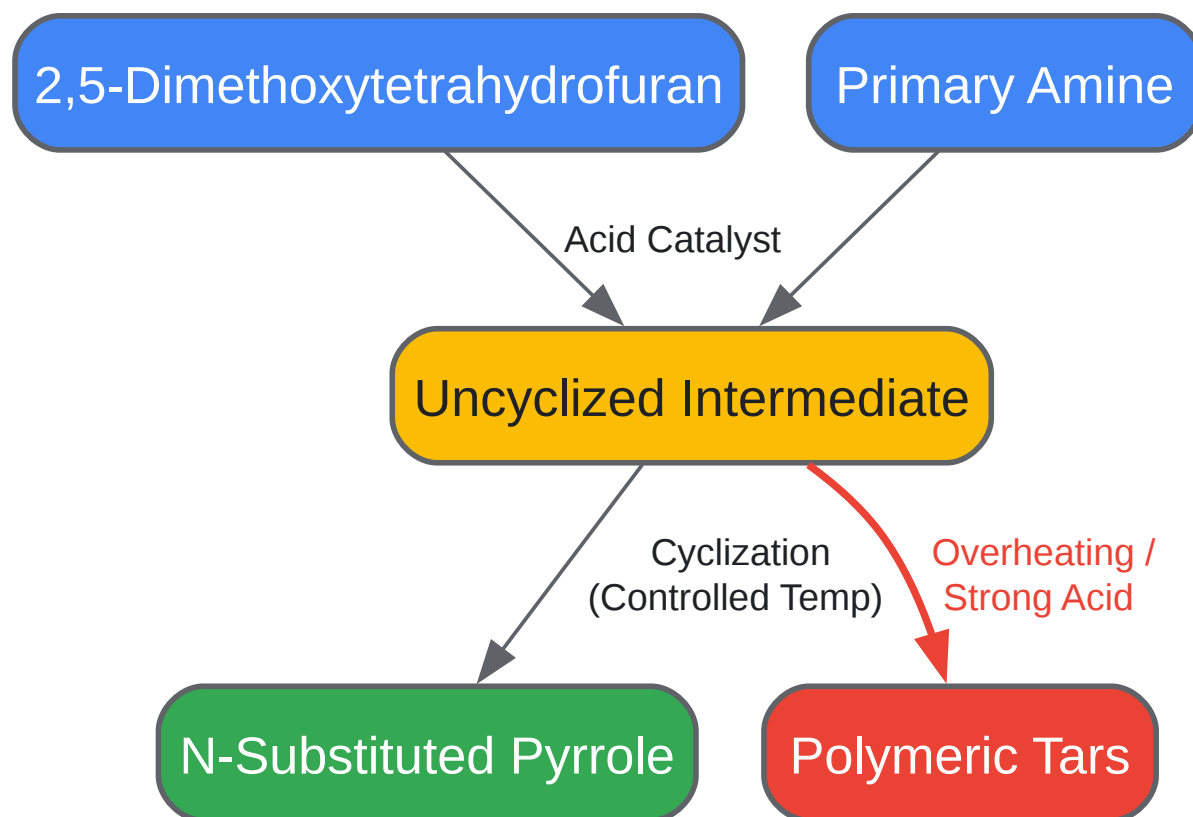 2,5-Dimethoxytetrahydrofuran
Primary Amine
Acid Catalyst
Uncyclized Intermediate
Cyclization
(Controlled Temp)
Overheating /
Strong Acid
N-Substituted Pyrrole
Polymeric Tars